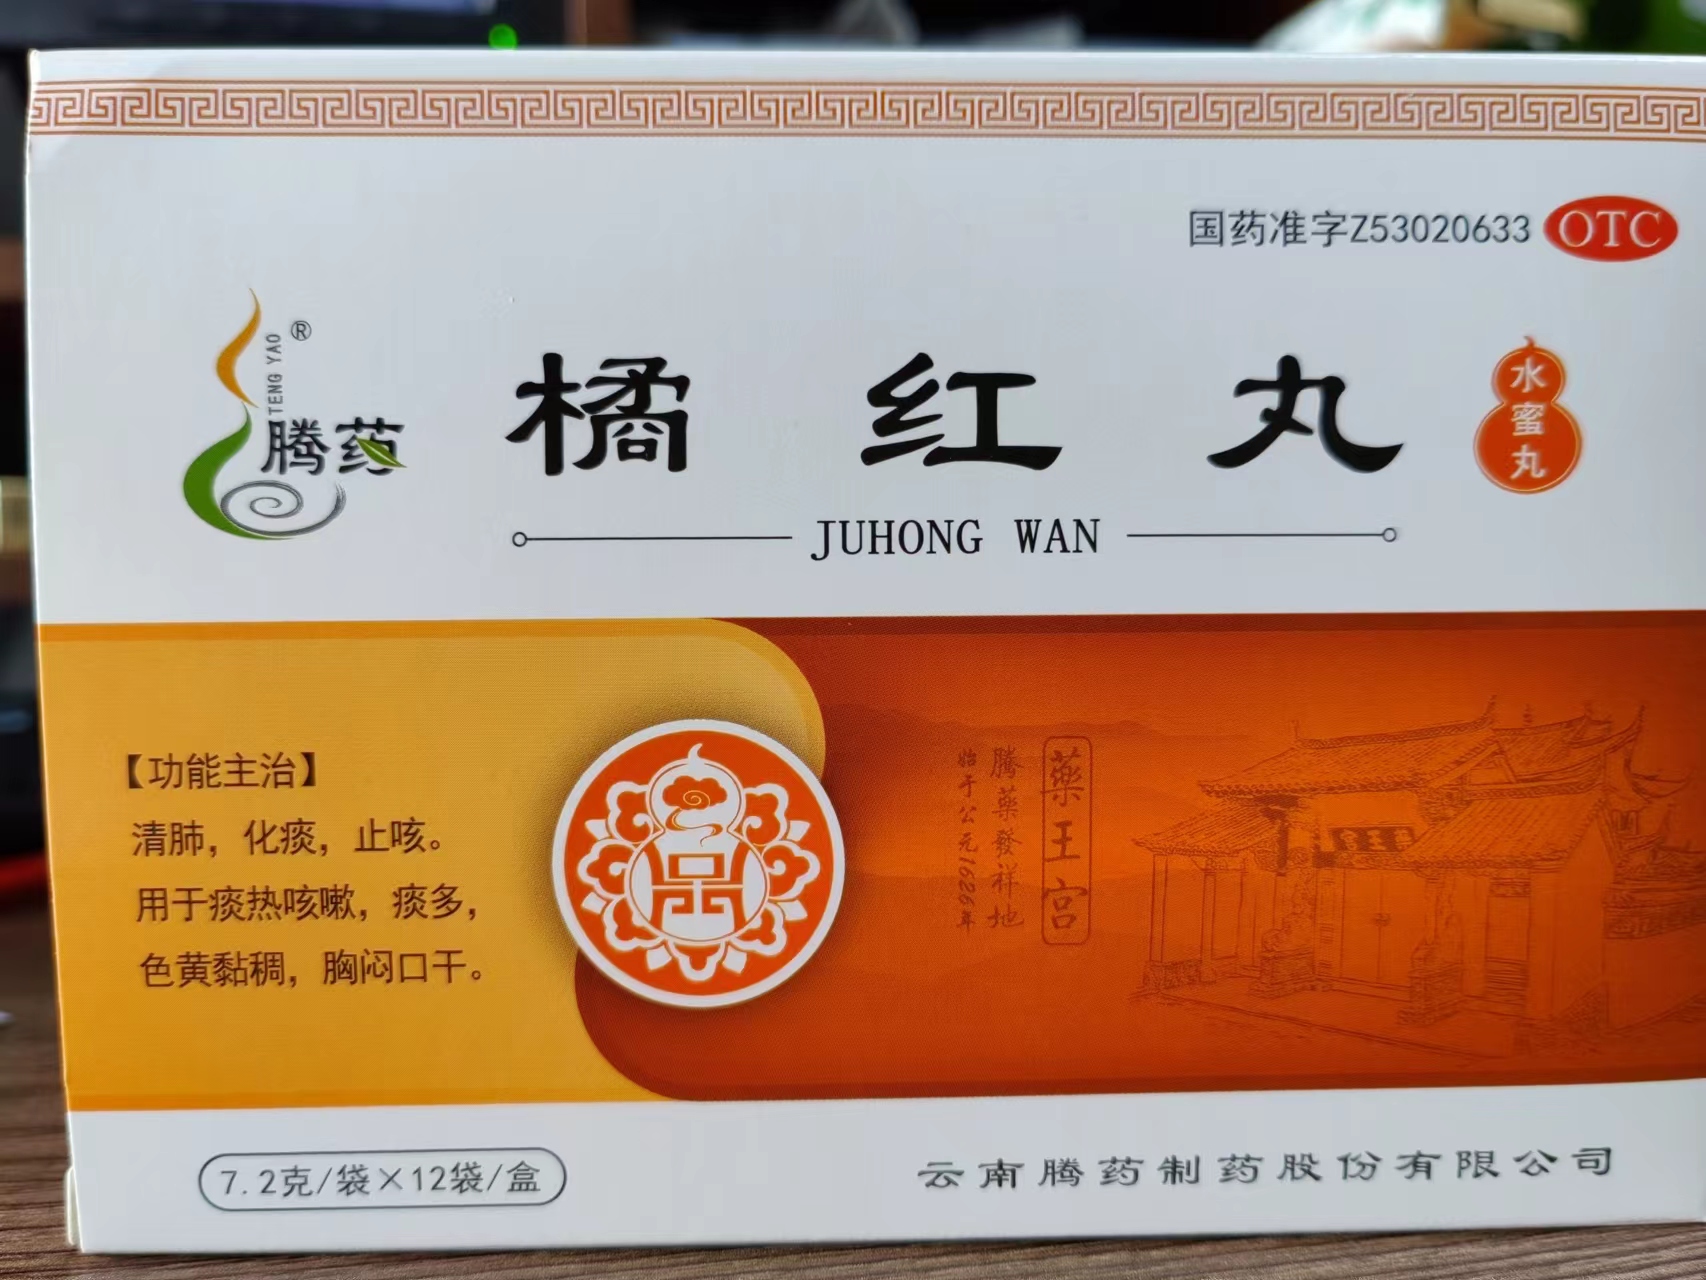 国药准字Z53020633 OTC
TENG YAO ®
腾药
橘红丸
水蜜丸
JUHONG WAN
【功能主治】
清肺，化痰，止咳。
用于痰热咳嗽，痰多，
色黄黏稠，胸闷口干。
藥王宫
騰藥發祥地
始于公元1626年
藥王宫
7.2克/袋×12袋/盒
云南腾药制药股份有限公司